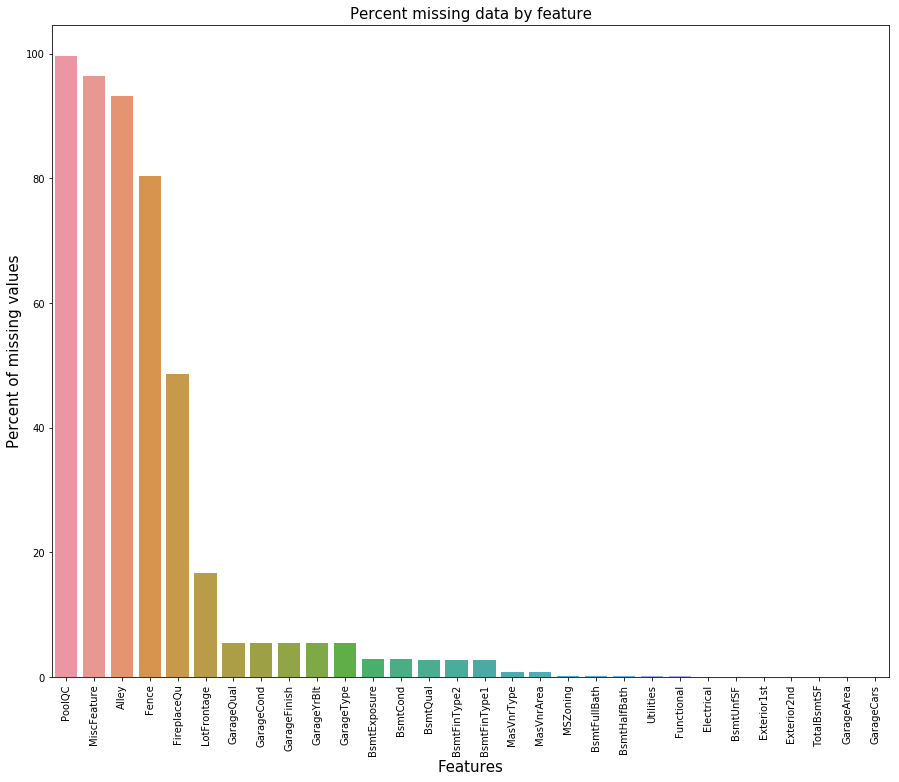 Percent missing data by feature
Percent of missing values
100
80
60
40
20
0
PoolQC
MiscFeature
Alley
Fence
FireplaceQu
LotFrontage
GarageQual
GarageCond
GarageFinish
GarageYrBlt
GarageType
BsmtExposure
BsmtCond
BsmtQual
BsmtFinType2
BsmtFinType1
MasVnrType
MasVnrArea
MSZoning
BsmtFullBath
BsmtHalfBath
Utilities
Functional
Electrical
BsmtUnfSF
Exterior1st
Exterior2nd
TotalBsmtSF
GarageArea
GarageCars
Features